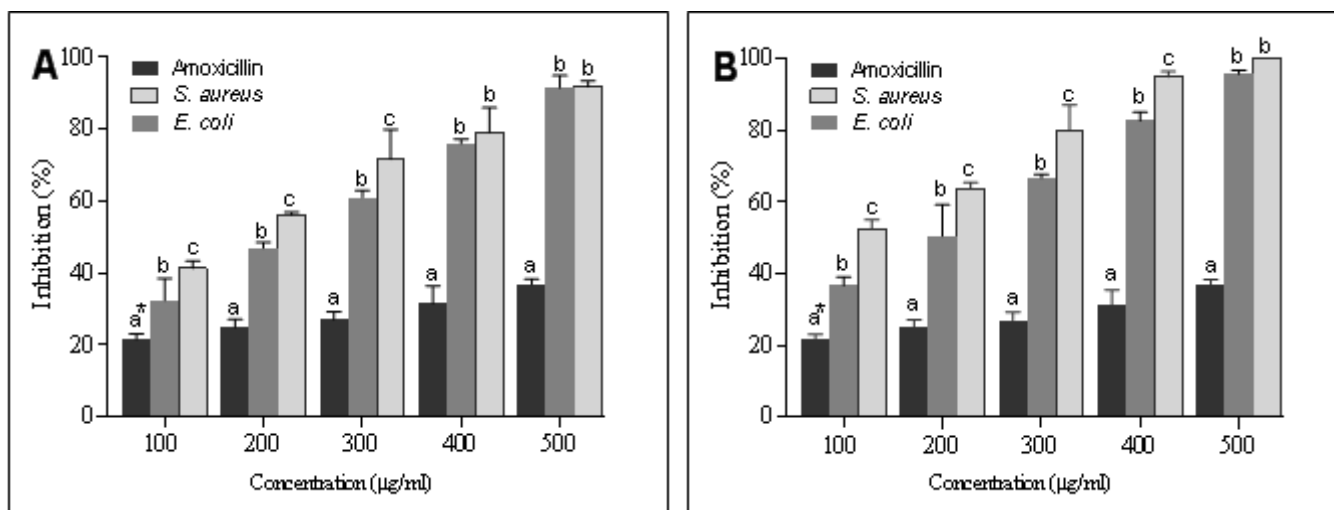 A
Amoxicillin
S. aureus
E. coli
Inhibition (%)
100
80
60
40
20
0
a* b c
a b c
a b c
a b b
a b b
100 200 300 400 500
Concentration (µg/ml)
B
Amoxicillin
S. aureus
E. coli
Inhibition (%)
100
80
60
40
20
0
a* b c
a b c
a b c
a b c
a b b
100 200 300 400 500
Concentration (µg/ml)